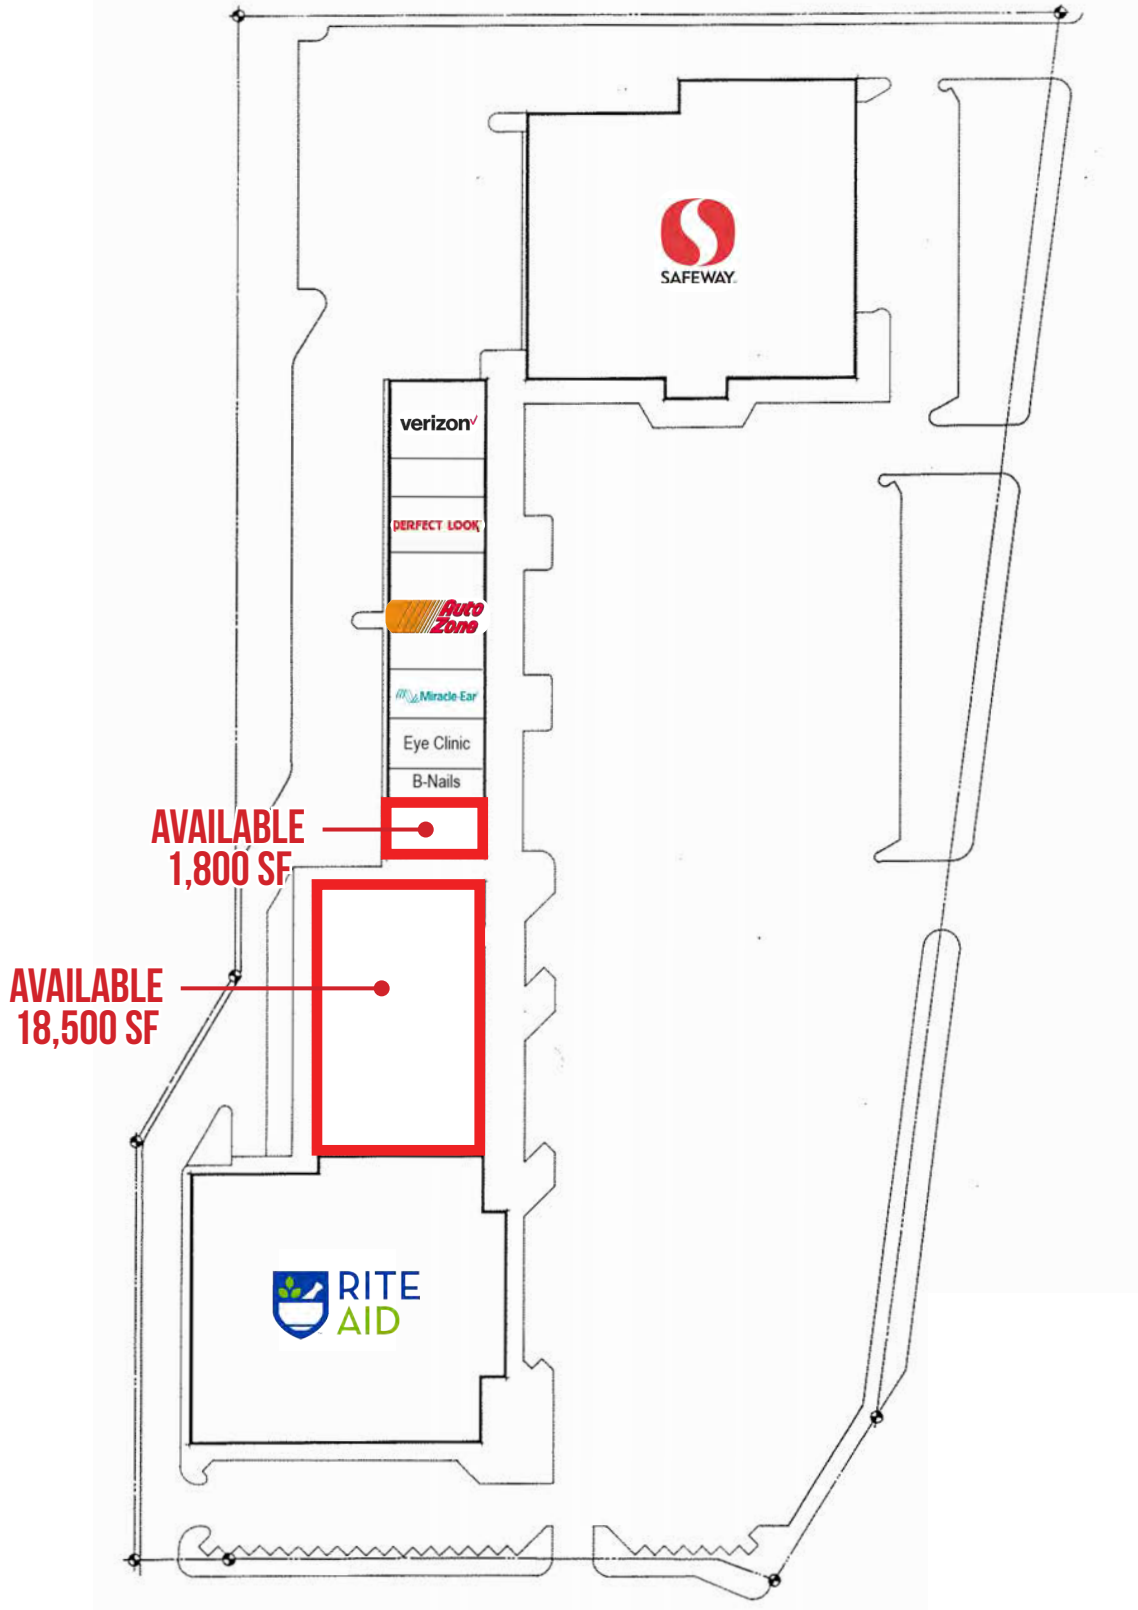 SAFEWAY
verizon
PERFECT LOOK
Auto
Zone
Miracle-Ear
Eye Clinic
B-Nails
AVAILABLE
1,800 SF
AVAILABLE
18,500 SF
RITE
AID